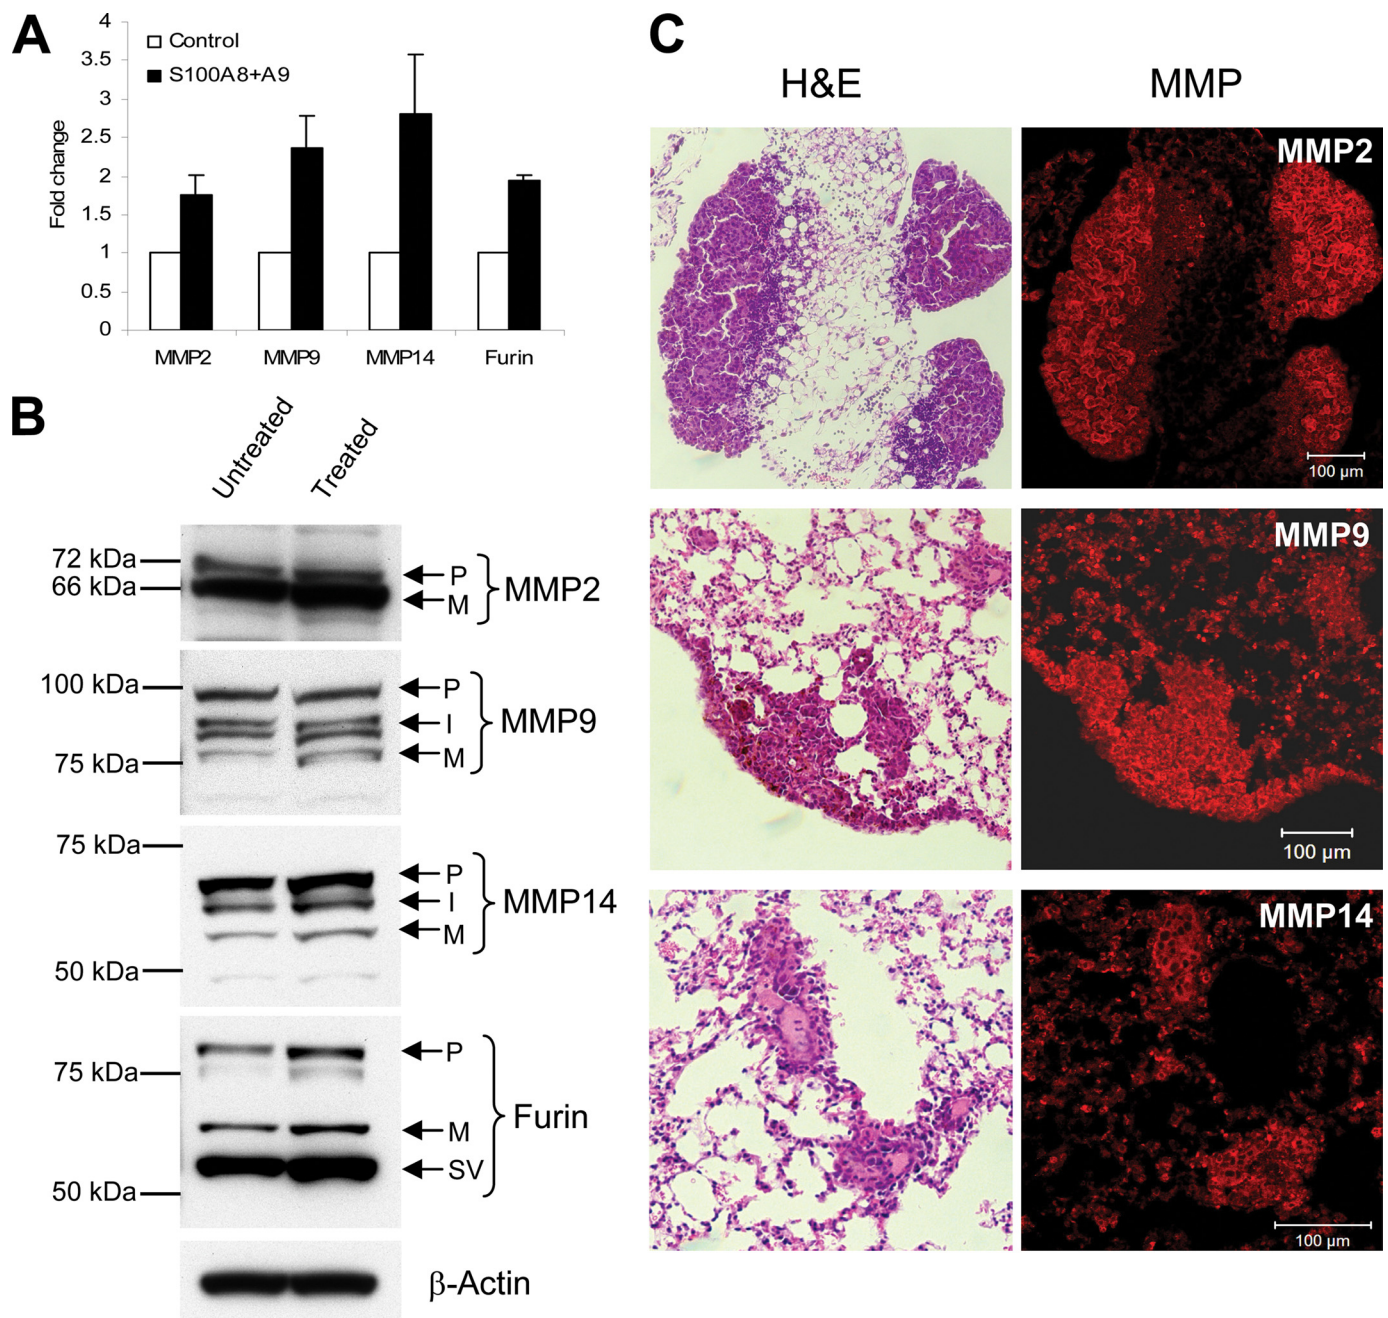 A
4
3.5
3
2.5
2
1.5
1
0.5
0
Fold change
Control
S100A8+A9
MMP2 MMP9 MMP14 Furin
B
Untreated Treated
72 kDa
66 kDa
P
M
MMP2
100 kDa
75 kDa
P
I
M
MMP9
75 kDa
50 kDa
P
I
M
MMP14
75 kDa
50 kDa
P
M
SV
Furin
β-Actin
C
H&E MMP
MMP2
100 µm
MMP9
100 µm
MMP14
100 µm